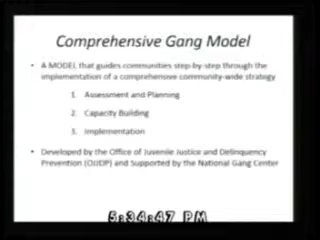 Comprehensive Gang Model
• A MODEL that guides communities step-by-step through the
implementation of a comprehensive community-wide strategy
1. Assessment and Planning
2. Capacity Building
3. Implementation
• Developed by the Office of Juvenile Justice and Delinquency
Prevention (OJJDP) and Supported by the National Gang Center
5:34:47 PM